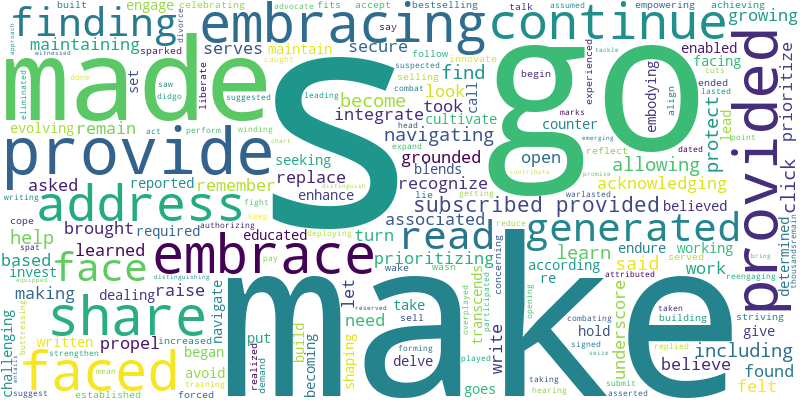 finding
embracing
continue
made
s
go
make
provide
provided
address
embrace
share
faced
face
read
generated
subscribed provided
built
engage
celebrating
advocate
fits
accept
bestselling
empowering
achieving
divorce
say
talk
assumed
approach
witnessed
maintaining
serves
maintain
secure
follow
innovate
growing
sparked
caught
suspected
tackle
enabled
prioritize
done
set
saw
liberate
selling
combat
find
begin
experienced
cuts
facing
eliminated
didgo
suggested
leading
become
look
call
ended
lasted
embodying
align
protect
lead
evolving
remain
act
perform
winding
head
integrate
took
cultivate
marks
counter
reflect
emerging
dated
point
chart
expand
navigating
promise
seeking
grounded
open
allowing
writing
asked
reported
remember
replace
blends
acknowledging
distinguish
contribute
enhance
recognize
lie
getting
warlasted
click
cope
brought
required
fight
keep
associated
believed
help
spat
authorizing
educated
deploying
turn
reduce
determined
thousandsremain
based
learned
pay
prioritizing
learn
endure
working
bring
invest
distinguishing
raise
wake
wasn
transcends
concerning
according
said
served
reengaging
equipped
re
attributed
work
making
dealing
navigate
let
take
overplayed
participated
opening
taken
building
striving
challenging
buttressing
increased
reserved
sell
need
write
combating
hold
underscore
give
written
propel
put
build
shaping
forming
signed
including
strengthen
began
realized
demand
becoming
played
delve
seize
replied
believe
found
entails
mean
avoid
training
goes
taking
submit
felt
suggest
established
forced
hearing
asserted